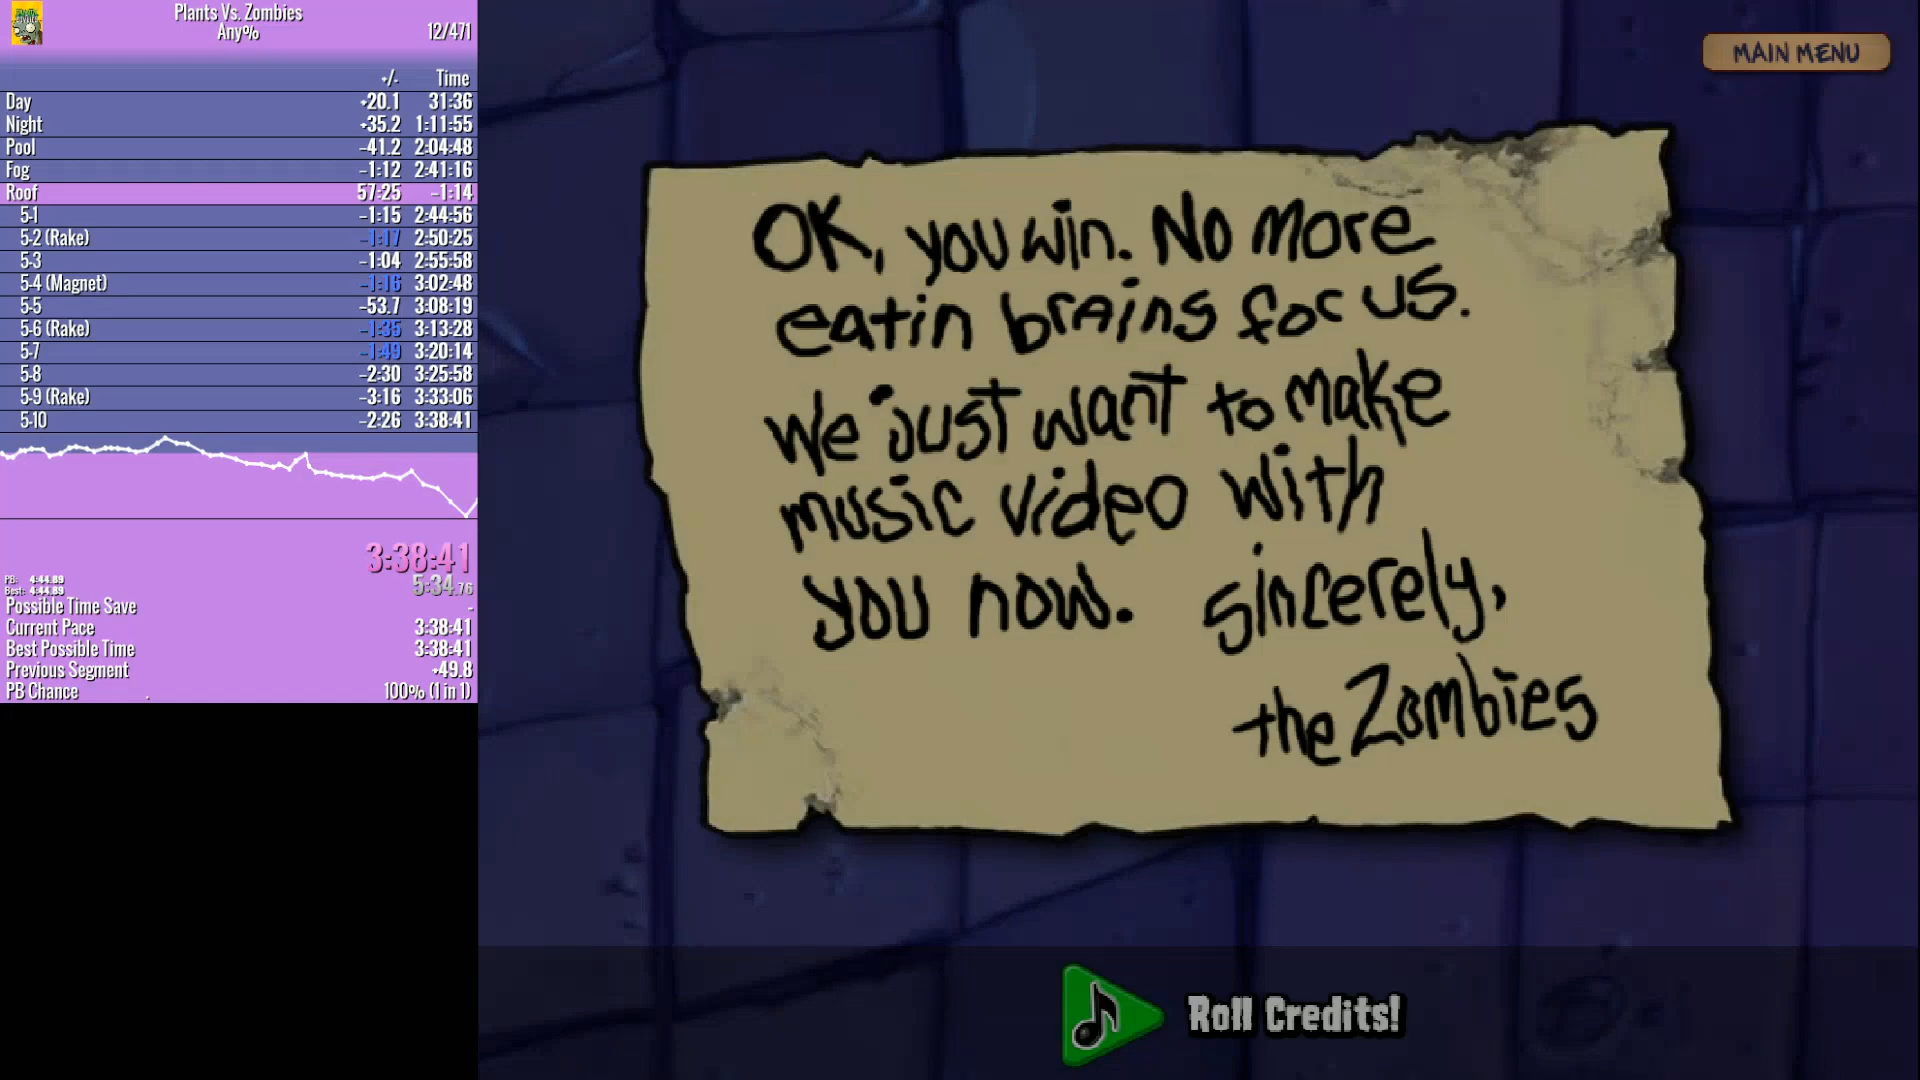 Plants Vs. Zombies
Any%
12/471
+/- Time
Day +20.1 31:36
Night +35.2 1:11:55
Pool -41.2 2:04:48
Fog -1:12 2:41:16
Roof 57:25 -1:14
5-1 -1:15 2:44:56
5-2 (Rake) -1:17 2:50:25
5-3 -1:04 2:55:58
5-4 (Magnet) -1:16 3:02:48
5-5 -53.7 3:08:19
5-6 (Rake) -1:35 3:13:28
5-7 -1:49 3:20:14
5-8 -2:30 3:25:58
5-9 (Rake) -3:16 3:33:06
5-10 -2:26 3:38:41
3:38:41
PB: 4:44.89
Best: 4:44.89
5:34.76
Possible Time Save -
Current Pace 3:38:41
Best Possible Time 3:38:41
Previous Segment +49.8
PB Chance 100% (1 in 1)
MAIN MENU
OK, you win. No more
eatin brains for us.
We just want to make
music video with
you now. sincerely,
the Zombies
Roll Credits!